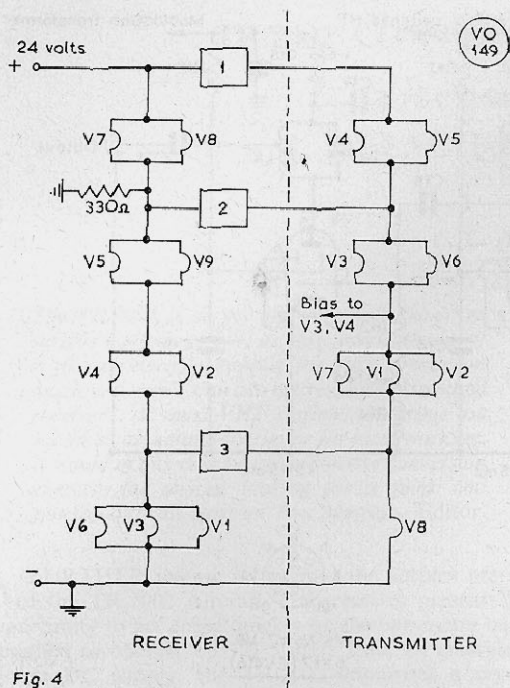 VO
149
24 volts
+
1
V7 V8
V4 V5
330Ω
2
V5 V9
V3 V6
Bias to
V3, V4
V4 V2
V7 V1 V2
3
V6 V3 V1
V8
−
RECEIVER TRANSMITTER
Fig. 4